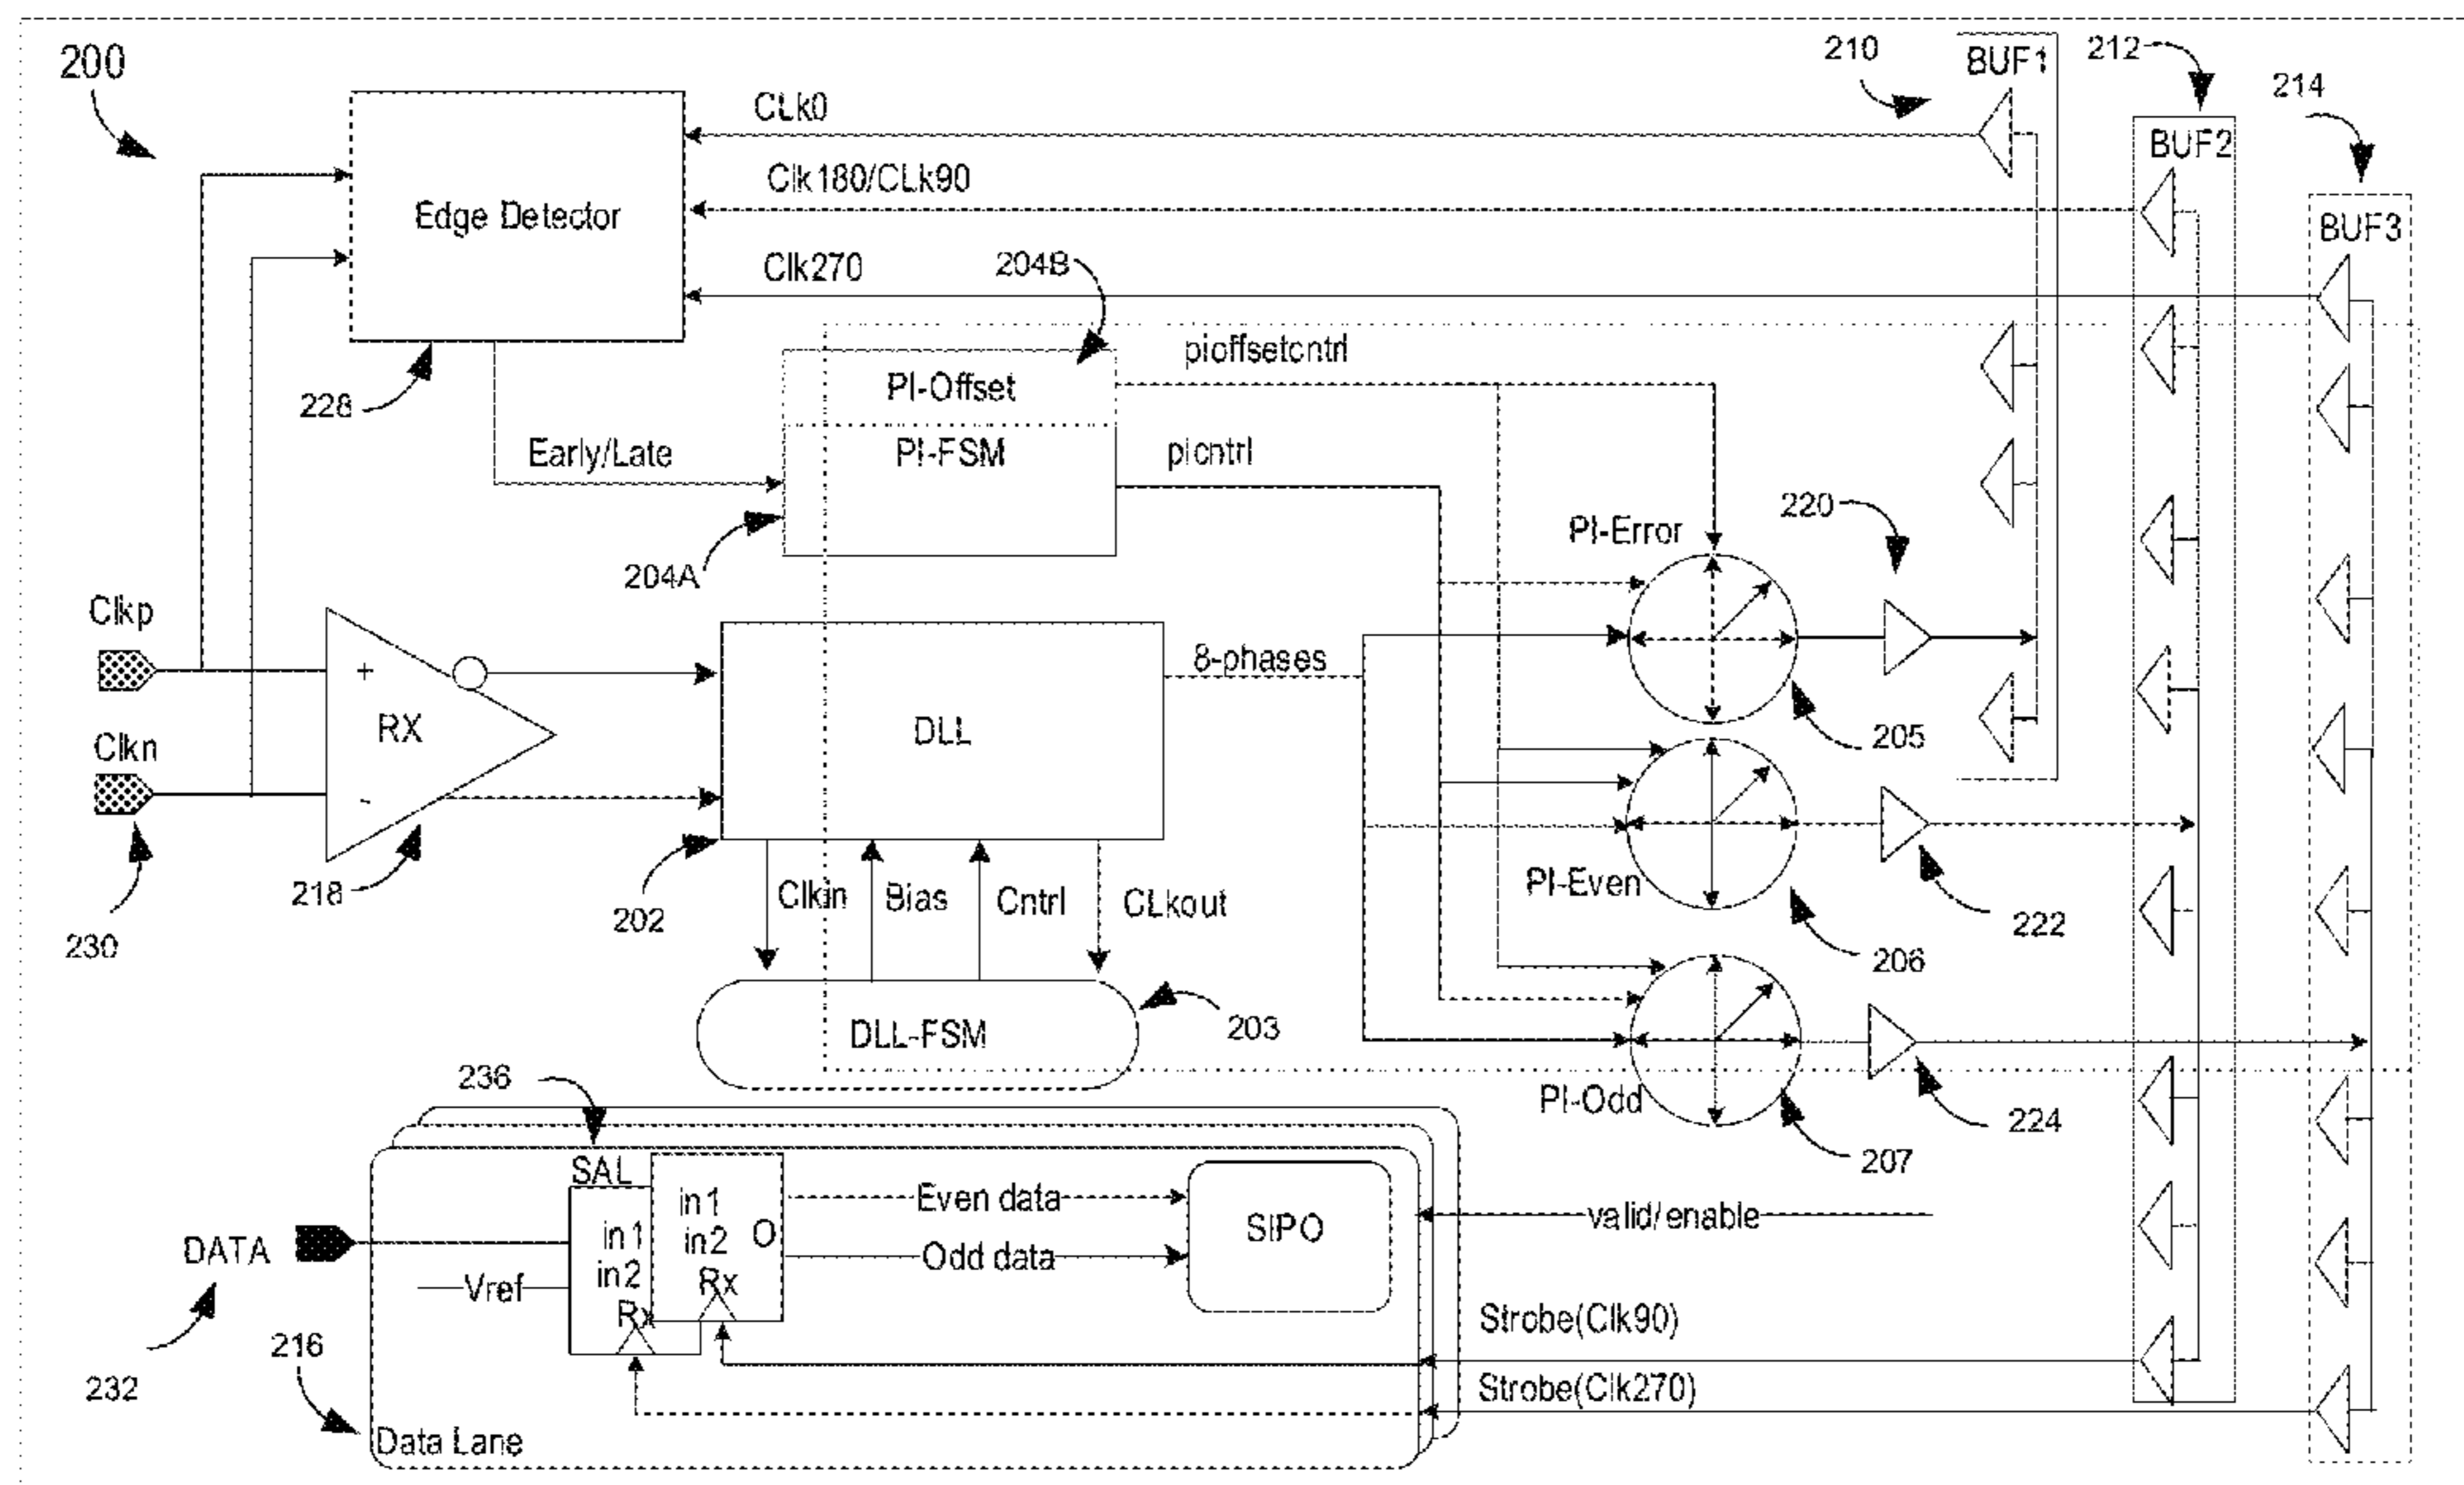 200
210
BUF1
212
214
CLk0
BUF2
Clk180/CLk90
Edge Detector
BUF3
Clk270
204B
pioffsetcntrl
PI-Offset
228
Early/Late
PI-FSM
picntrl
220
PI-Error
204A
Clkp
8-phases
+
RX
DLL
205
Clkn
-
218
Clkin
Bias
Cntrl
CLkout
PI-Even
202
222
230
206
203
DLL-FSM
236
PI-Odd
224
207
SAL
in1
in2
O
Rx
Even data
SIPO
valid/enable
in1
in2
Rx
DATA
Odd data
Vref
Strobe(Clk90)
216
232
Strobe(Clk270)
Data Lane